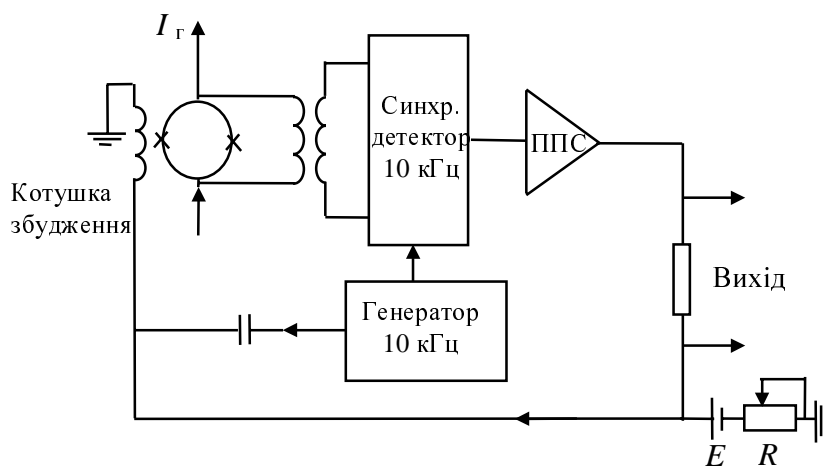 I г
Синхр.
детектор
10 кГц
ППС
Котушка
збудження
Генератор
10 кГц
Вихід
E
R